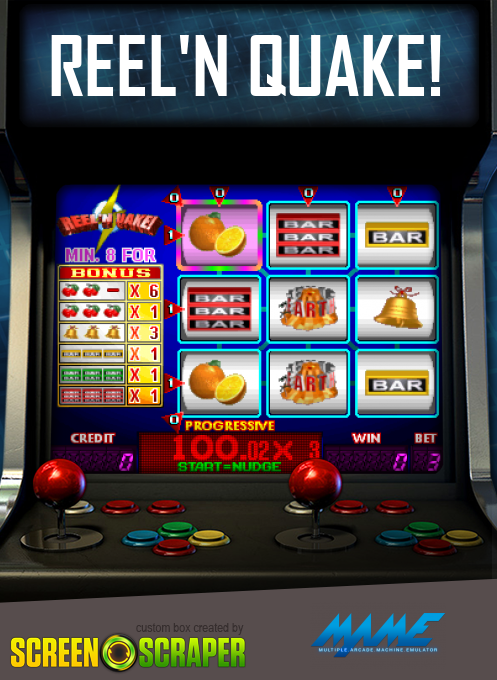 REEL'N QUAKE!
REEL'N QUAKE!
MIN. 8 FOR
BONUS
X 6
X 1
X 3
X 1
X 1
X 1
0 0 0 0
1
1
1
0
BAR
BAR
BAR
BAR
BAR
BAR
BAR
BAR
PROGRESSIVE
100.02X 3
START=NUDGE
CREDIT
0
WIN BET
0 3
custom box created by
SCREEN SCRAPER
MAME
MULTIPLE ARCADE MACHINE EMULATOR